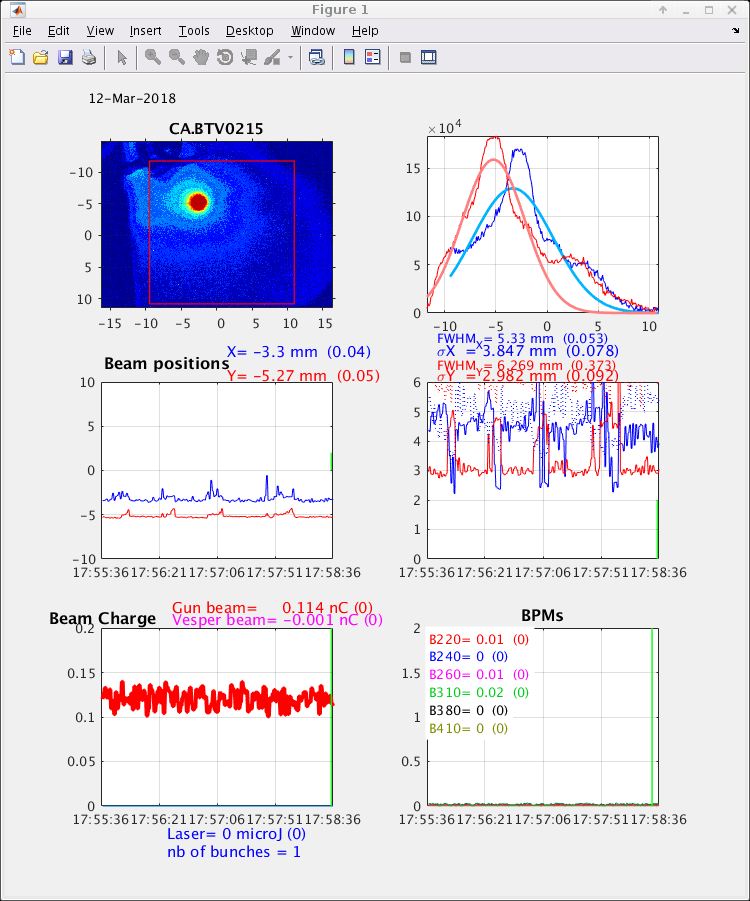 Figure 1
File Edit View Insert Tools Desktop Window Help
12-Mar-2018
CA.BTV0215
-10
-5
0
5
10
-15 -10 -5 0 5 10 15
×10^4
15
10
5
0
-10 -5 0 5 10
X= -3.3 mm (0.04)
Beam positions
Y= -5.27 mm (0.05)
10
5
0
-5
-10
17:55:36 17:56:21 17:57:06 17:57:51 17:58:36
FWHM_X= 5.33 mm (0.053)
σX = 3.847 mm (0.078)
FWHM_Y= 6.269 mm (0.373)
σY = 2.982 mm (0.092)
6
5
4
3
2
1
0
17:55:36 17:56:21 17:57:06 17:57:51 17:58:36
Gun beam= 0.114 nC (0)
Beam Charge
Vesper beam= -0.001 nC (0)
0.2
0.15
0.1
0.05
0
17:55:36 17:56:21 17:57:06 17:57:51 17:58:36
Laser= 0 microJ (0)
nb of bunches = 1
BPMs
2
1.5
1
0.5
0
B220= 0.01 (0)
B240= 0 (0)
B260= 0.01 (0)
B310= 0.02 (0)
B380= 0 (0)
B410= 0 (0)
17:55:36 17:56:21 17:57:06 17:57:51 17:58:36